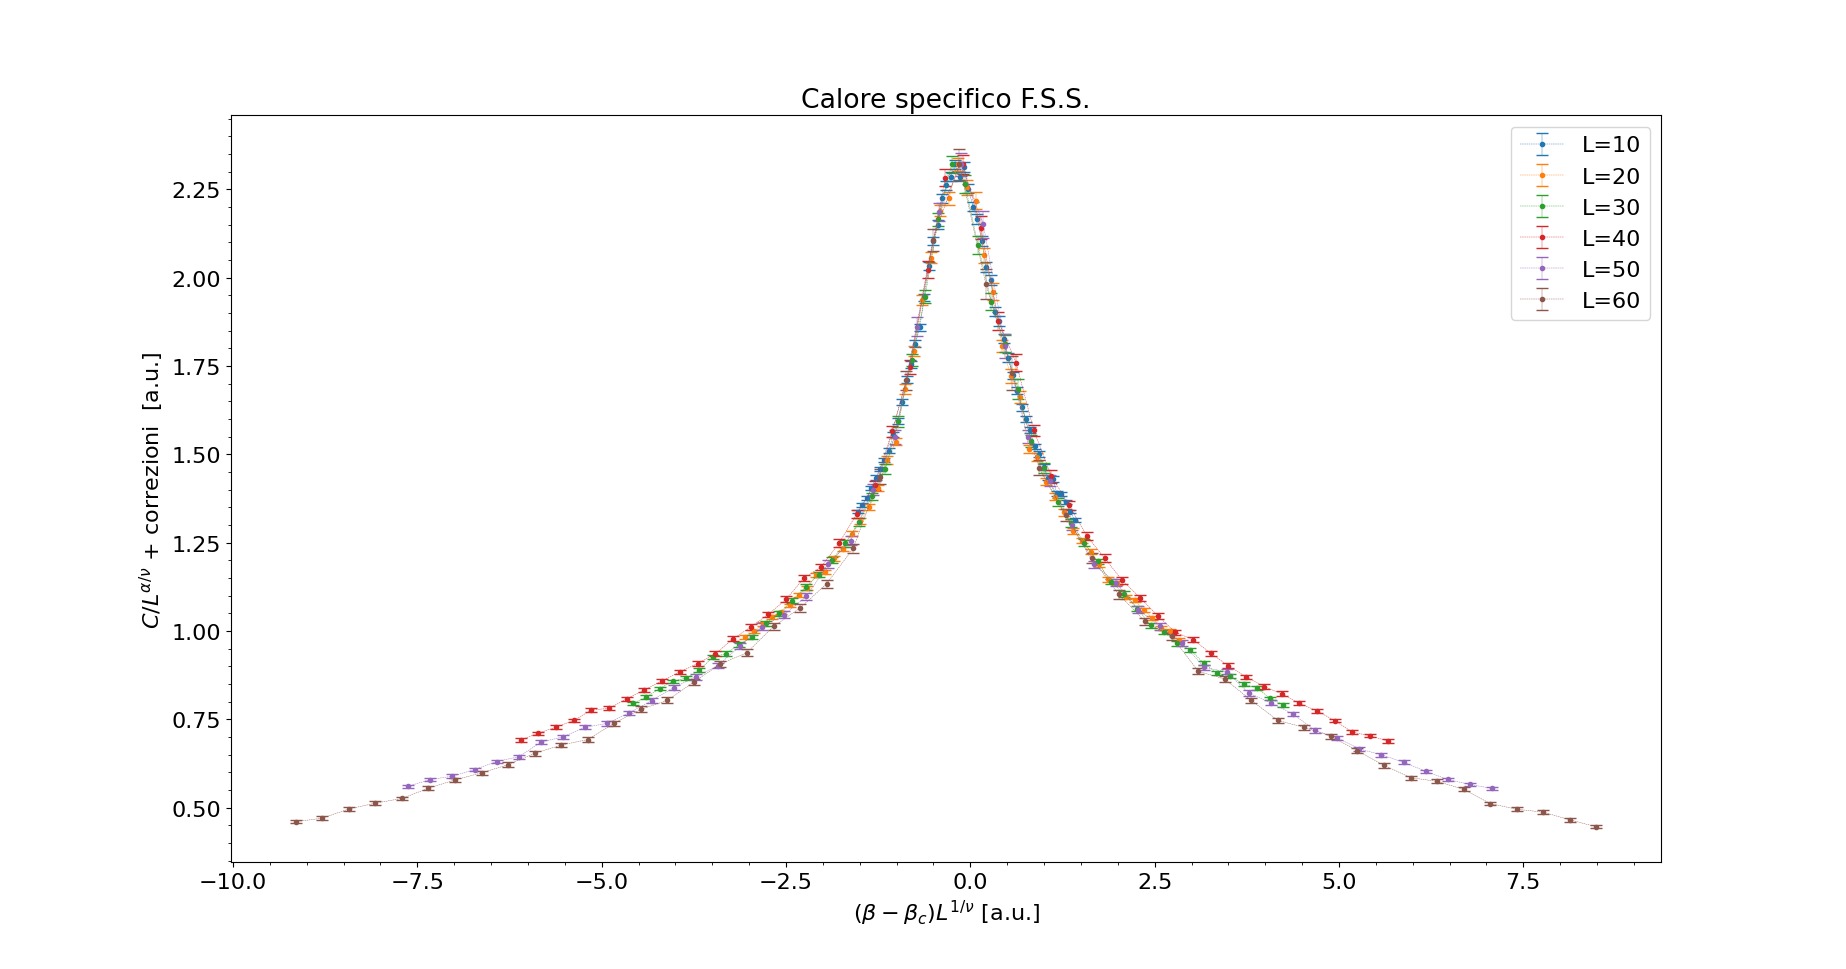 Calore specifico F.S.S.
L=10
L=20
L=30
L=40
L=50
L=60
2.25
2.00
1.75
1.50
1.25
1.00
0.75
0.50
C/L^{α/ν} + correzioni [a.u.]
−10.0 −7.5 −5.0 −2.5 0.0 2.5 5.0 7.5
(β − β_c)L^{1/ν} [a.u.]